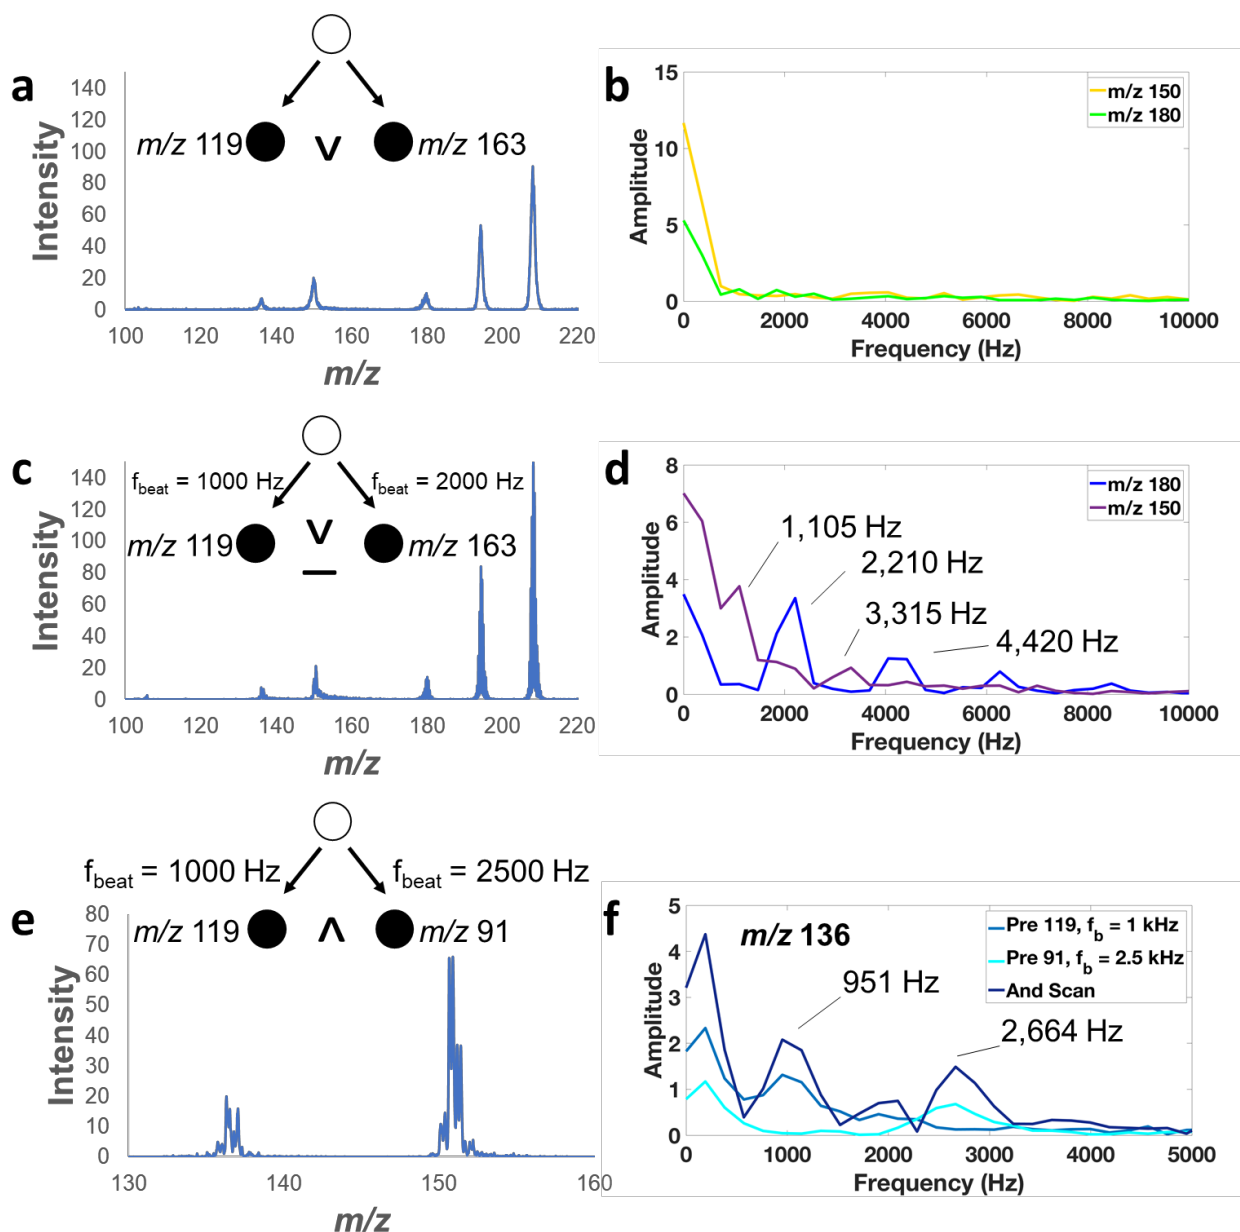 a
m/z 119
v
m/z 163
Intensity
140
120
100
80
60
40
20
0
100 120 140 160 180 200 220
m/z
b
m/z 150
m/z 180
Amplitude
15
10
5
0
0 2000 4000 6000 8000 10000
Frequency (Hz)
c
f_beat = 1000 Hz
f_beat = 2000 Hz
m/z 119
v
m/z 163
Intensity
140
120
100
80
60
40
20
0
100 120 140 160 180 200 220
m/z
d
m/z 180
m/z 150
1,105 Hz
2,210 Hz
3,315 Hz
4,420 Hz
Amplitude
8
6
4
2
0
0 2000 4000 6000 8000 10000
Frequency (Hz)
e
f_beat = 1000 Hz
f_beat = 2500 Hz
m/z 119
ʌ
m/z 91
Intensity
80
70
60
50
40
30
20
10
0
130 140 150 160
m/z
f
m/z 136
Pre 119, f_b = 1 kHz
Pre 91, f_b = 2.5 kHz
And Scan
951 Hz
2,664 Hz
Amplitude
5
4
3
2
1
0
0 1000 2000 3000 4000 5000
Frequency (Hz)